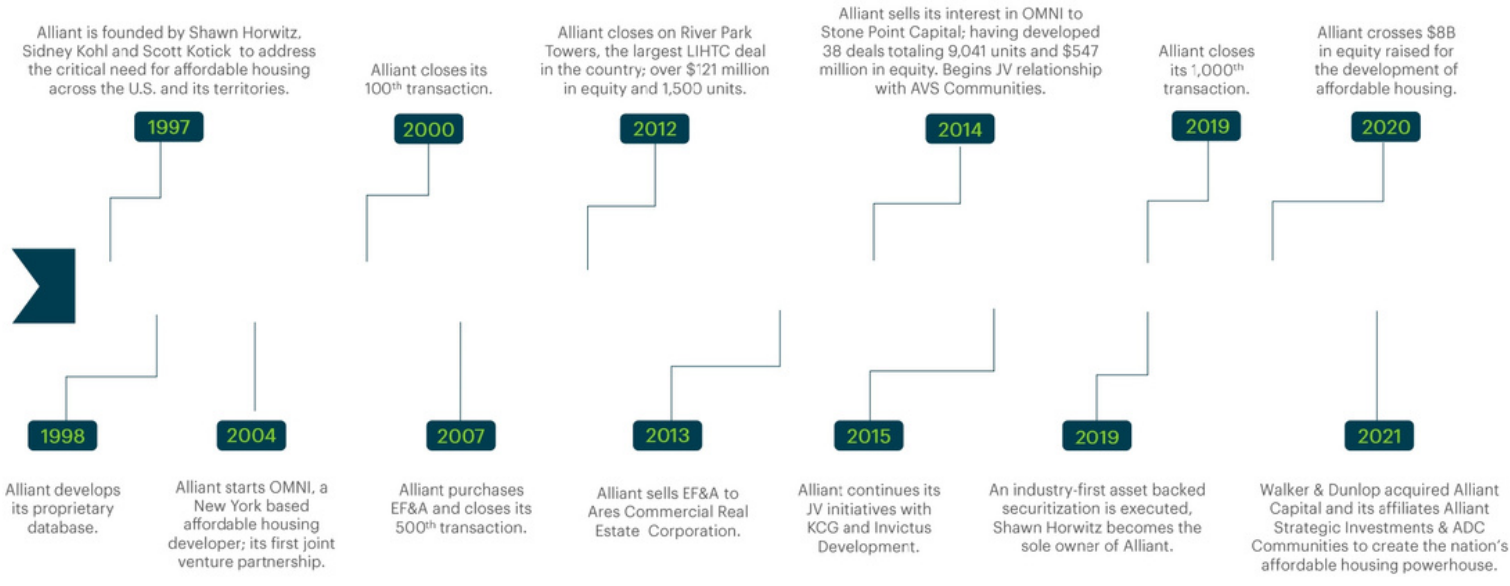 Alliant is founded by Shawn Horwitz,
Sidney Kohl and Scott Kotick to address
the critical need for affordable housing
across the U.S. and its territories.
1997
Alliant closes its
100th transaction.
2000
Alliant closes on River Park
Towers, the largest LIHTC deal
in the country; over $121 million
in equity and 1,500 units.
2012
Alliant sells its interest in OMNI to
Stone Point Capital; having developed
38 deals totaling 9,041 units and $547
million in equity. Begins JV relationship
with AVS Communities.
2014
Alliant closes
its 1,000th
transaction.
2019
Alliant crosses $8B
in equity raised for
the development of
affordable housing.
2020
1998
Alliant develops
its proprietary
database.
2004
Alliant starts OMNI, a
New York based
affordable housing
developer; its first joint
venture partnership.
2007
Alliant purchases
EF&A and closes its
500th transaction.
2013
Alliant sells EF&A to
Ares Commercial Real
Estate Corporation.
2015
Alliant continues its
JV initiatives with
KCG and Invictus
Development.
2019
An industry-first asset backed
securitization is executed,
Shawn Horwitz becomes the
sole owner of Alliant.
2021
Walker & Dunlop acquired Alliant
Capital and its affiliates Alliant
Strategic Investments & ADC
Communities to create the nation's
affordable housing powerhouse.